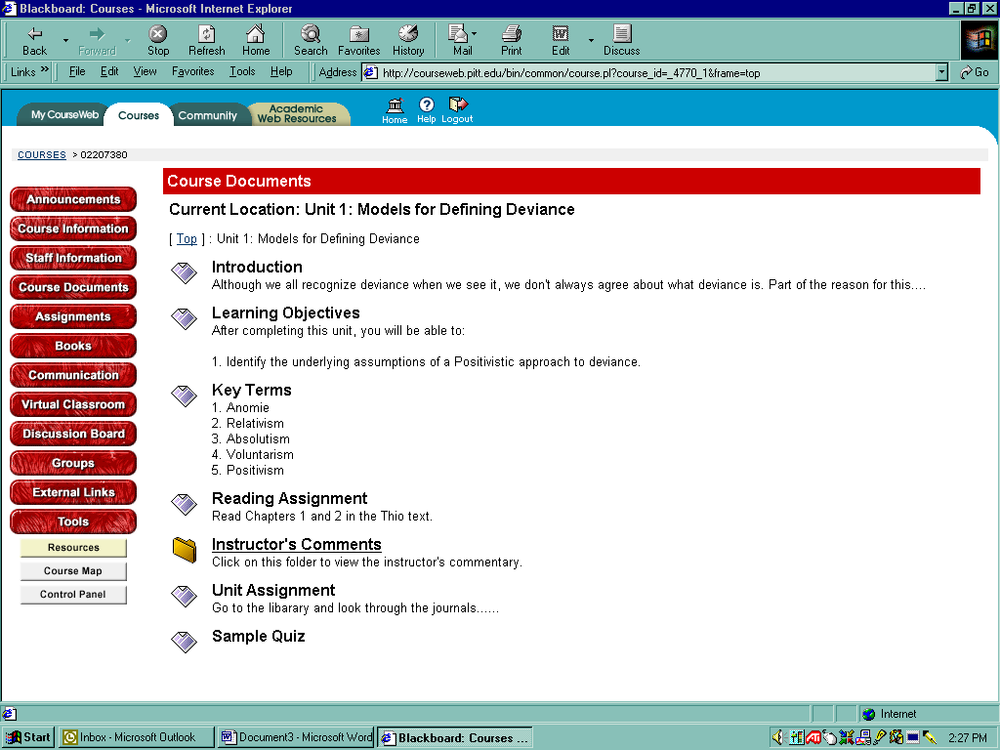 Blackboard: Courses - Microsoft Internet Explorer
Back Forward Stop Refresh Home Search Favorites History Mail Print Edit Discuss
Links » File Edit View Favorites Tools Help Address http://courseweb.pitt.edu/bin/common/course.pl?course_id=_4770_1&frame=top Go
My CourseWeb Courses Community Academic Web Resources Home Help Logout
COURSES > 02207380
Course Documents
Current Location: Unit 1: Models for Defining Deviance
[ Top ] : Unit 1: Models for Defining Deviance
Announcements
Course Information
Staff Information
Course Documents
Assignments
Books
Communication
Virtual Classroom
Discussion Board
Groups
External Links
Tools
Resources
Course Map
Control Panel
Introduction
Although we all recognize deviance when we see it, we don't always agree about what deviance is. Part of the reason for this....
Learning Objectives
After completing this unit, you will be able to:
1. Identify the underlying assumptions of a Positivistic approach to deviance.
Key Terms
1. Anomie
2. Relativism
3. Absolutism
4. Voluntarism
5. Positivism
Reading Assignment
Read Chapters 1 and 2 in the Thio text.
Instructor's Comments
Click on this folder to view the instructor's commentary.
Unit Assignment
Go to the libarary and look through the journals......
Sample Quiz
Internet
Start Inbox - Microsoft Outlook Document3 - Microsoft Word Blackboard: Courses ... 2:27 PM